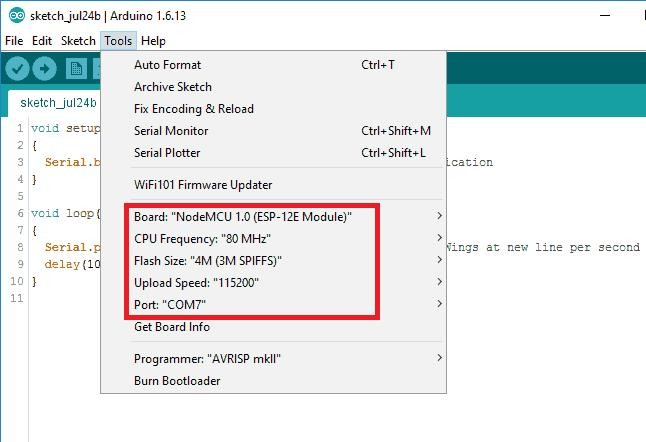 sketch_jul24b | Arduino 1.6.13
File Edit Sketch Tools Help
Auto Format Ctrl+T
Archive Sketch
Fix Encoding & Reload
Serial Monitor Ctrl+Shift+M
Serial Plotter Ctrl+Shift+L
WiFi101 Firmware Updater
Board: "NodeMCU 1.0 (ESP-12E Module)"
CPU Frequency: "80 MHz"
Flash Size: "4M (3M SPIFFS)"
Upload Speed: "115200"
Port: "COM7"
Get Board Info
Programmer: "AVRISP mkII"
Burn Bootloader
sketch_jul24b
1 void setup
2 {
3 Serial.b
4 }
5
6 void loop(
7 {
8 Serial.p Wings at new line per second
9 delay(10
10 }
11